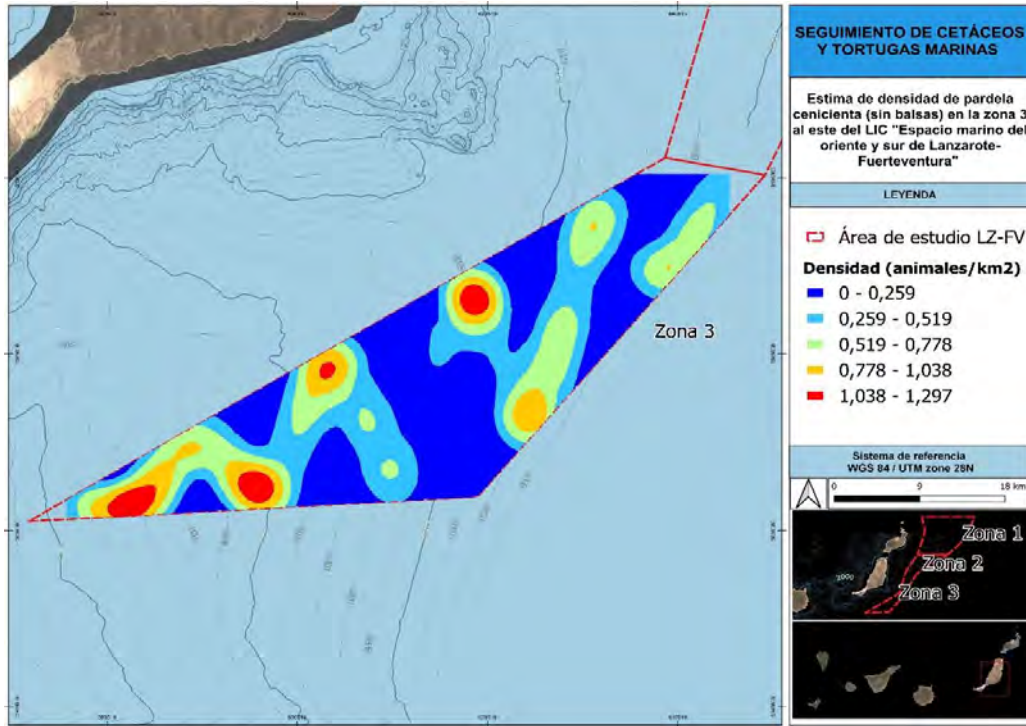 SEGUIMIENTO DE CETÁCEOS
Y TORTUGAS MARINAS
Estima de densidad de pardela
cenicienta (sin balsas) en la zona 3
al este del LIC "Espacio marino del
oriente y sur de Lanzarote-
Fuerteventura"
LEYENDA
Área de estudio LZ-FV
Densidad (animales/km2)
0 - 0,259
0,259 - 0,519
0,519 - 0,778
0,778 - 1,038
1,038 - 1,297
Sistema de referencia
WGS 84 / UTM zone 28N
0 9 18 km
Zona 3
Zona 1
Zona 2
Zona 3